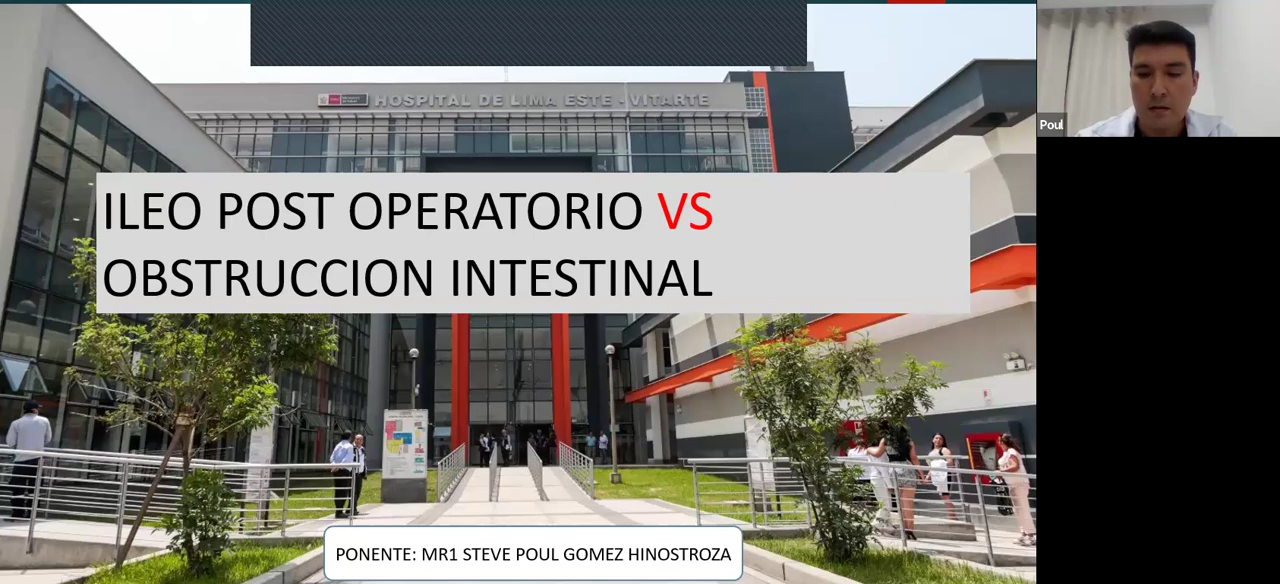 HOSPITAL DE LIMA ESTE - VITARTE
ILEO POST OPERATORIO VS
OBSTRUCCION INTESTINAL
PONENTE: MR1 STEVE POUL GOMEZ HINOSTROZA
Poul